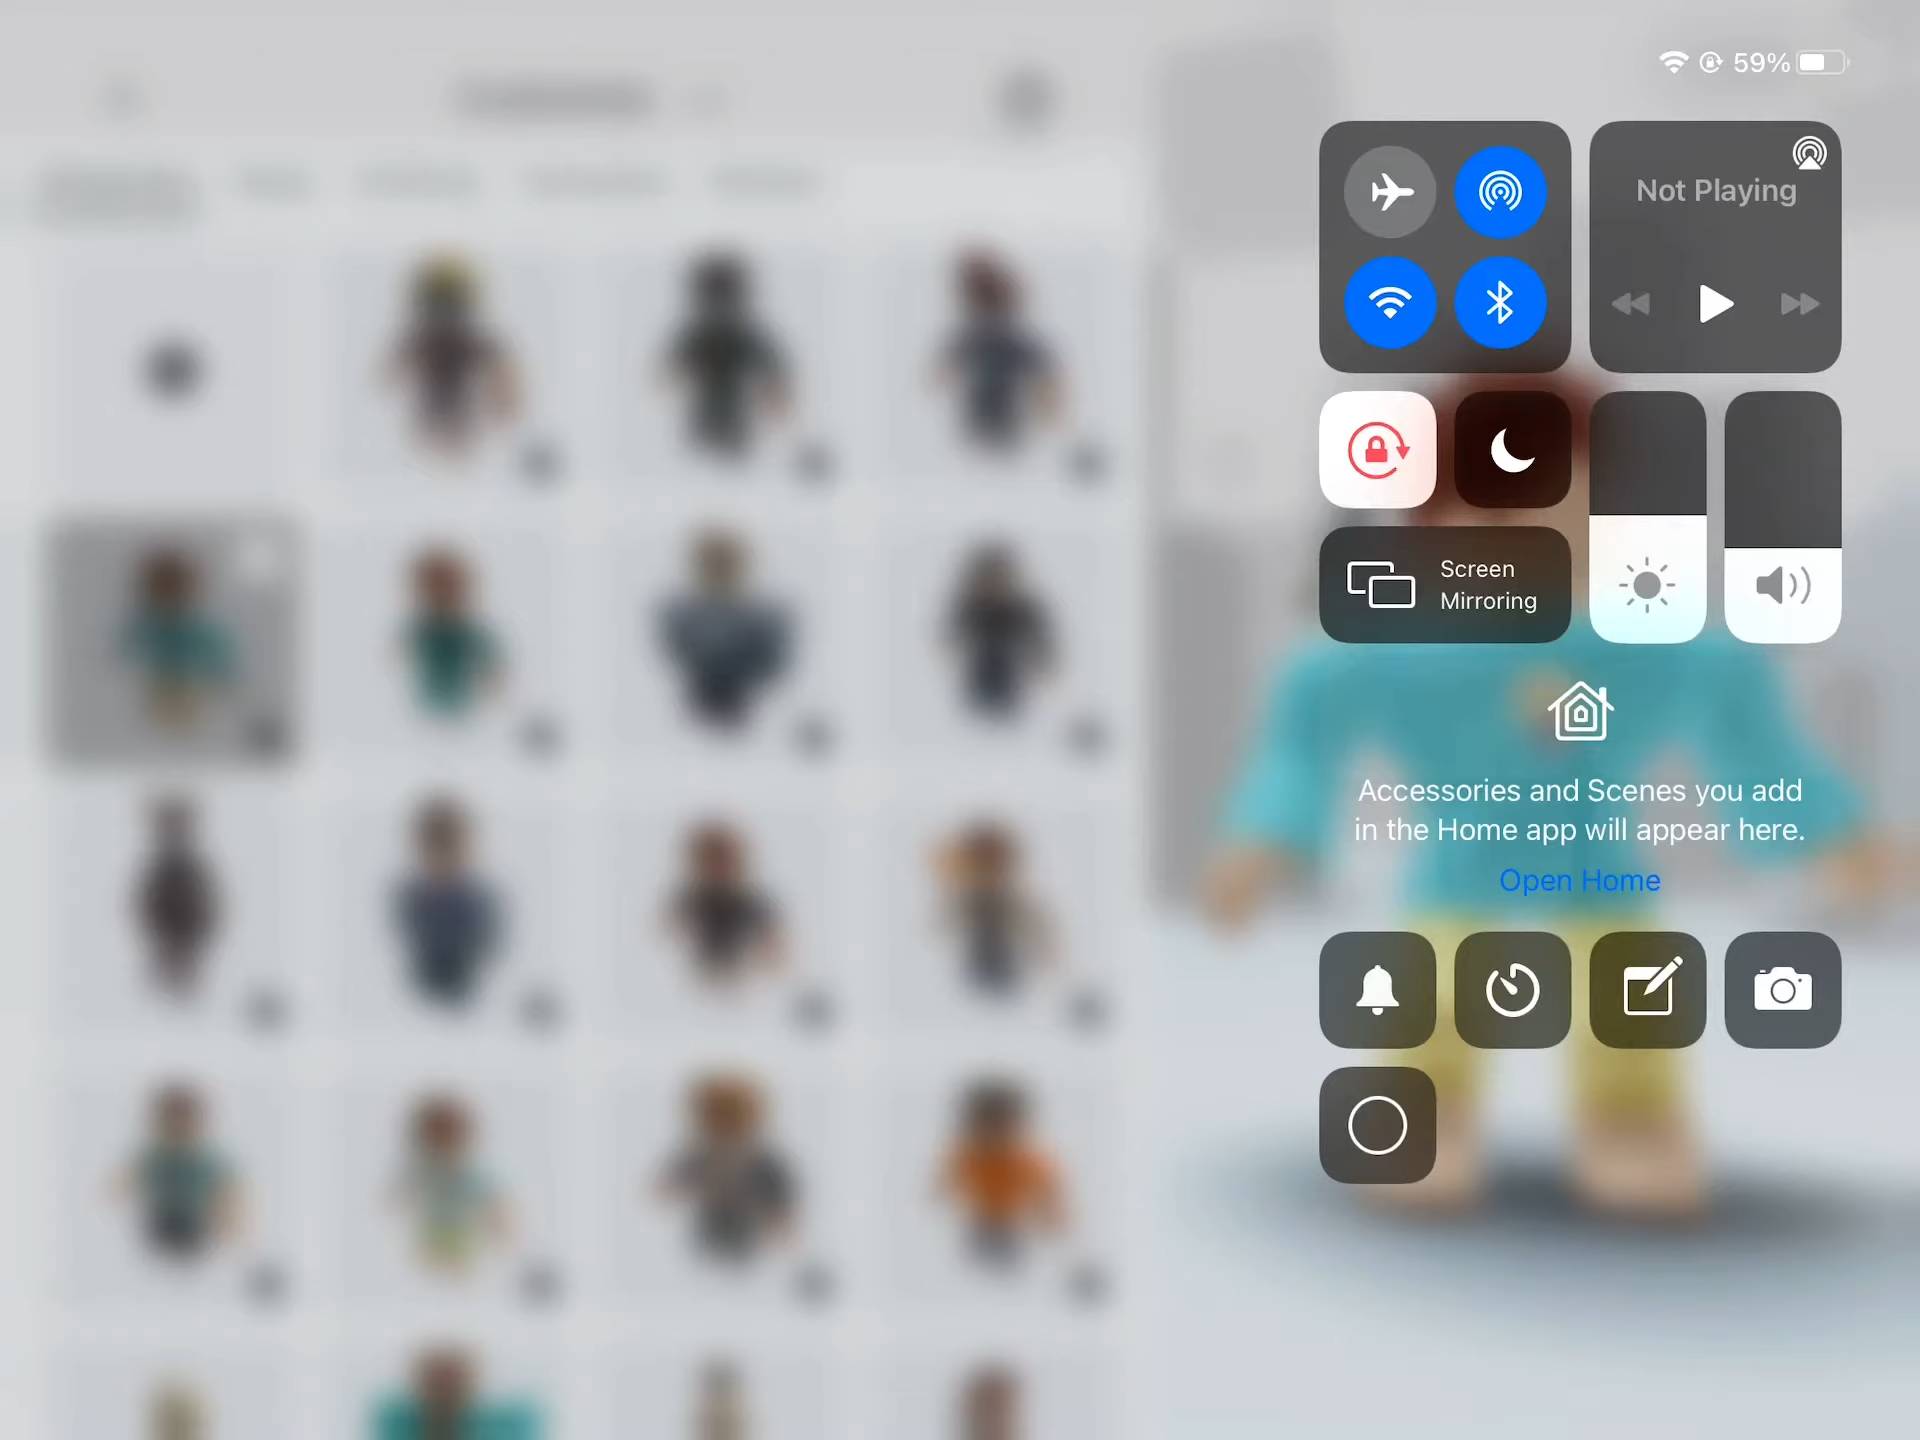 59%
Not Playing
Screen
Mirroring
Accessories and Scenes you add
in the Home app will appear here.
Open Home